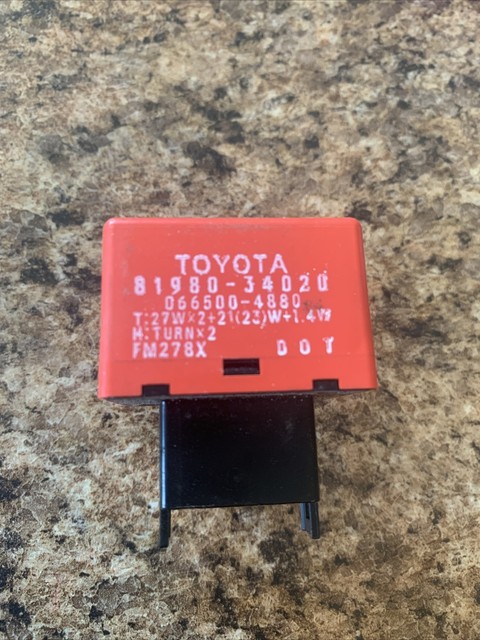 TOYOTA
81980-34020
066500-4880
T:27W×2+21(23)W+1.4W
H:TURN×2
FM278X DOT